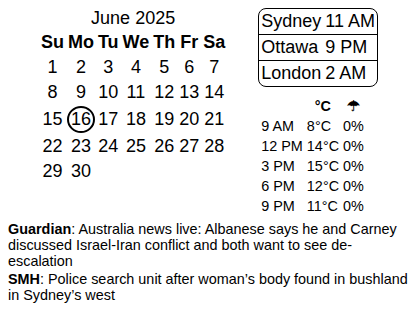 June 2025
Su Mo Tu We Th Fr Sa
1 2 3 4 5 6 7
8 9 10 11 12 13 14
15 16 17 18 19 20 21
22 23 24 25 26 27 28
29 30
Sydney 11 AM
Ottawa 9 PM
London 2 AM
°C ☂
9 AM 8°C 0%
12 PM 14°C 0%
3 PM 15°C 0%
6 PM 12°C 0%
9 PM 11°C 0%
Guardian: Australia news live: Albanese says he and Carney
discussed Israel-Iran conflict and both want to see de-
escalation
SMH: Police search unit after woman’s body found in bushland
in Sydney’s west